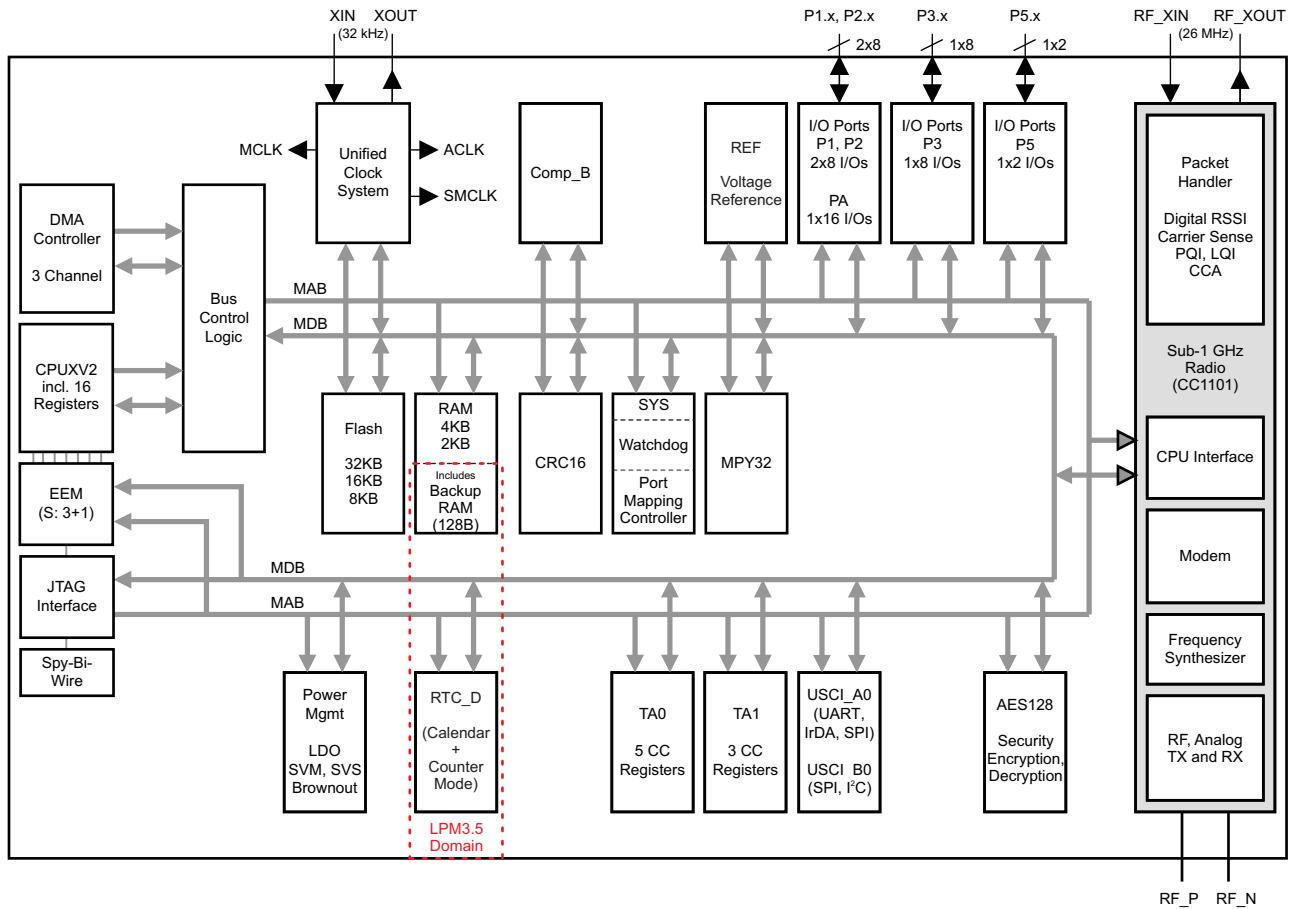 XIN XOUT
(32 kHz)
P1.x, P2.x
2x8
P3.x
1x8
P5.x
1x2
RF_XIN RF_XOUT
(26 MHz)
MCLK
Unified
Clock
System
ACLK
SMCLK
Comp_B
REF
Voltage
Reference
I/O Ports
P1, P2
2x8 I/Os
PA
1x16 I/Os
I/O Ports
P3
1x8 I/Os
I/O Ports
P5
1x2 I/Os
Packet
Handler
Digital RSSI
Carrier Sense
PQI, LQI
CCA
DMA
Controller
3 Channel
Bus
Control
Logic
MAB
MDB
CPUXV2
incl. 16
Registers
Sub-1 GHz
Radio
(CC1101)
Flash
32KB
16KB
8KB
RAM
4KB
2KB
Includes
Backup
RAM
(128B)
CRC16
SYS
Watchdog
Port
Mapping
Controller
MPY32
CPU Interface
EEM
(S: 3+1)
Modem
JTAG
Interface
MDB
MAB
Spy-Bi-
Wire
Frequency
Synthesizer
Power
Mgmt
LDO
SVM, SVS
Brownout
RTC_D
(Calendar
+
Counter
Mode)
LPM3.5
Domain
TA0
5 CC
Registers
TA1
3 CC
Registers
USCI_A0
(UART,
IrDA, SPI)
USCI_B0
(SPI, I²C)
AES128
Security
Encryption,
Decryption
RF, Analog
TX and RX
RF_P RF_N